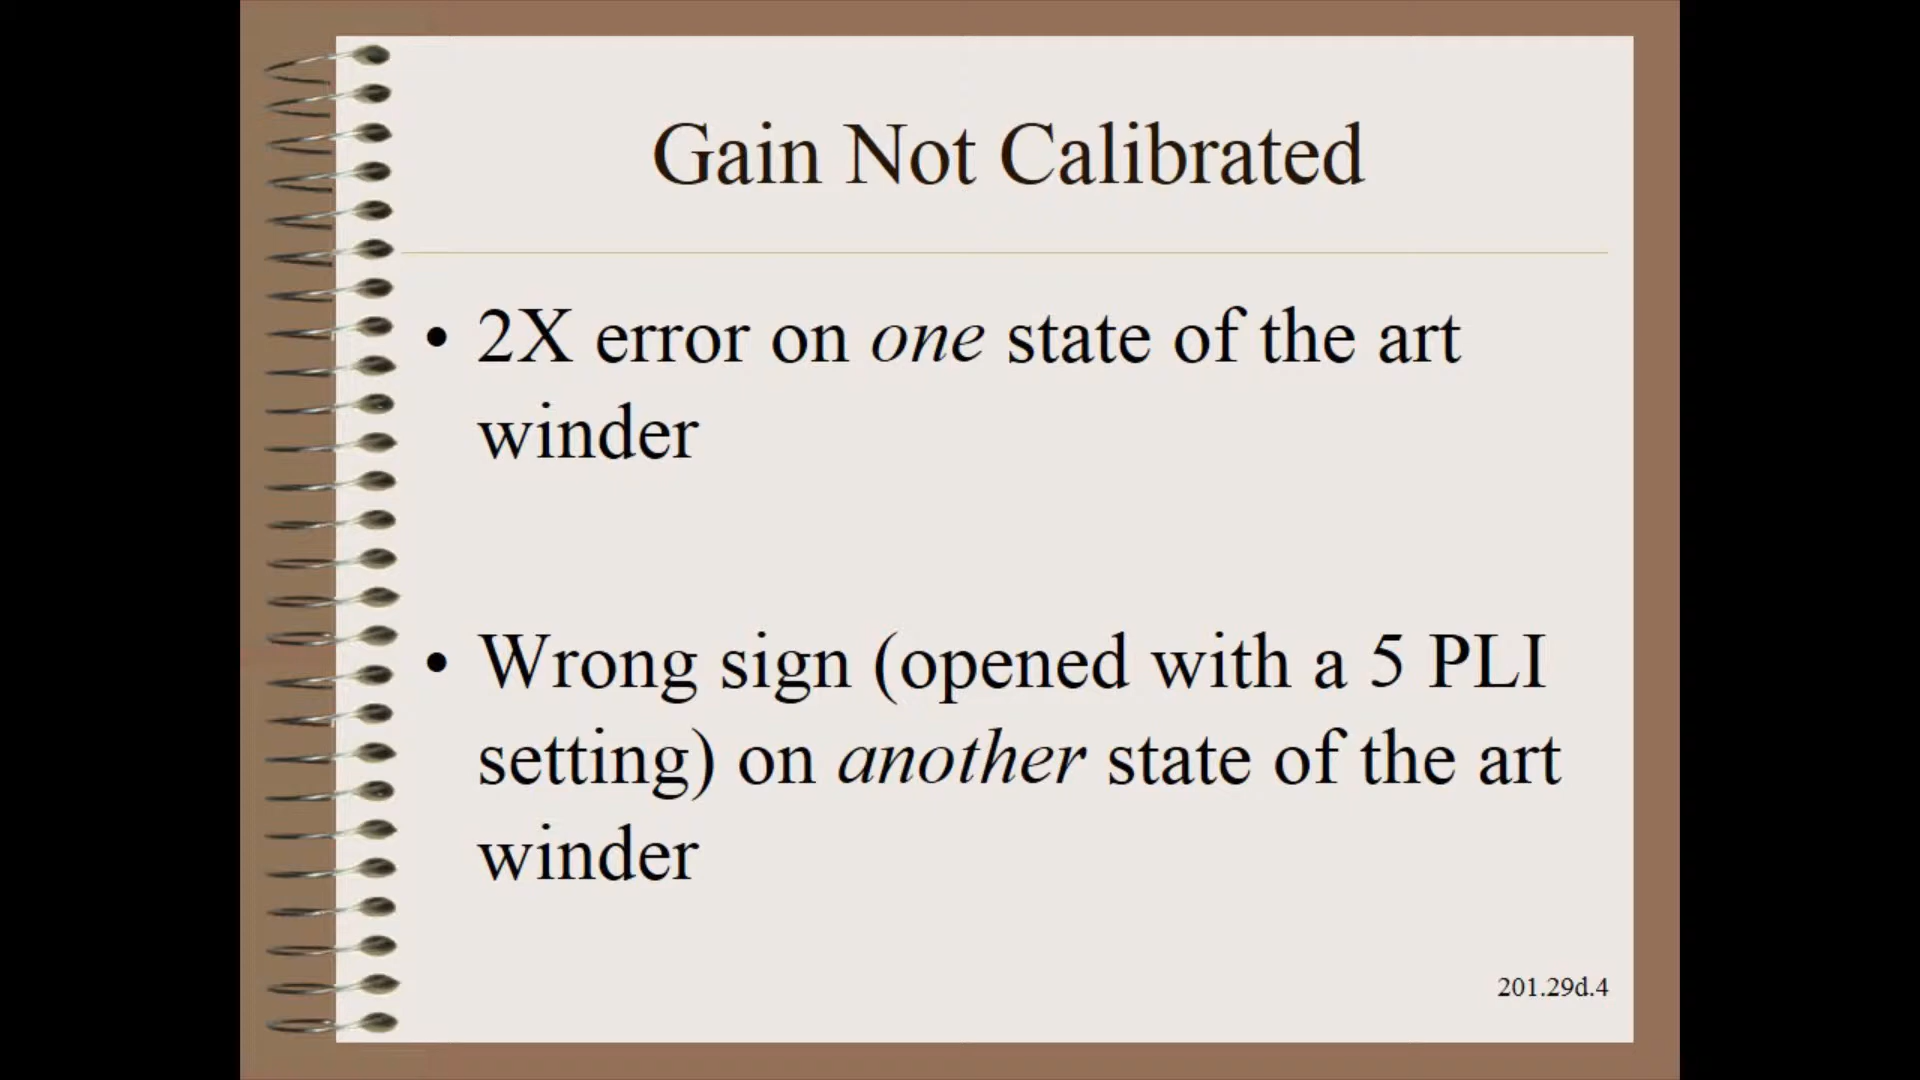 Gain Not Calibrated
• 2X error on one state of the art
winder
• Wrong sign (opened with a 5 PLI
setting) on another state of the art
winder
201.29d.4